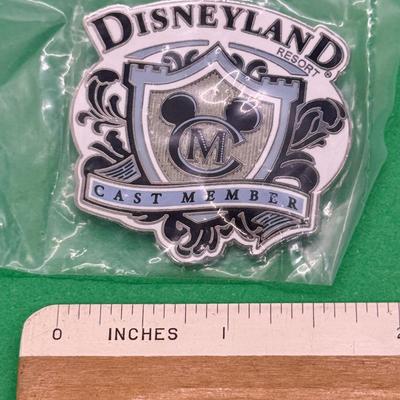 DISNEYLAND
RESORT ®
CM
CAST MEMBER
0 INCHES 1 2